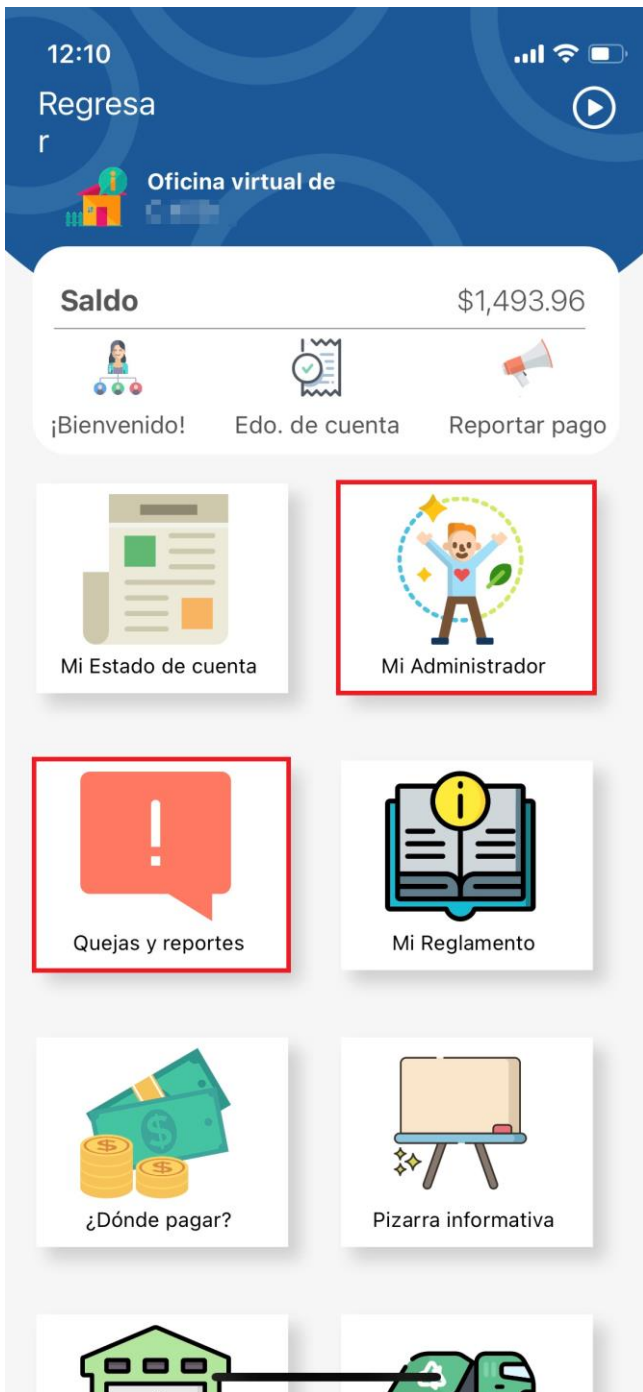 12:10
Regresa
r
Oficina virtual de
Saldo $1,493.96
¡Bienvenido! Edo. de cuenta Reportar pago
Mi Estado de cuenta Mi Administrador
Quejas y reportes Mi Reglamento
¿Dónde pagar? Pizarra informativa